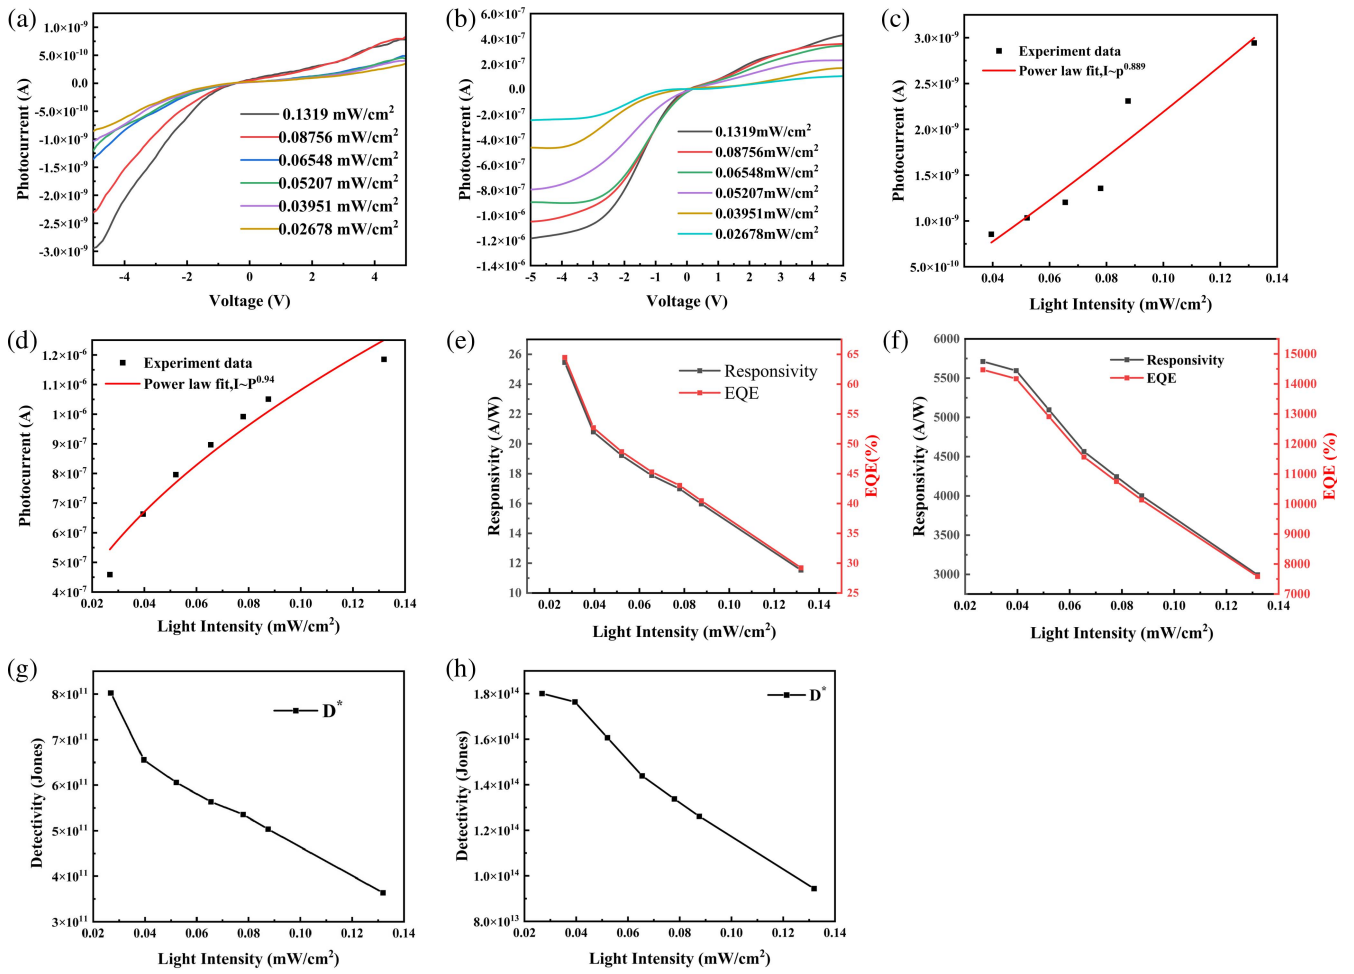 (a)
1.0×10⁻⁹
5.0×10⁻¹⁰
0.0
-5.0×10⁻¹⁰
-1.0×10⁻⁹
-1.5×10⁻⁹
-2.0×10⁻⁹
-2.5×10⁻⁹
-3.0×10⁻⁹
Photocurrent (A)
0.1319 mW/cm²
0.08756 mW/cm²
0.06548 mW/cm²
0.05207 mW/cm²
0.03951 mW/cm²
0.02678 mW/cm²
-4 -2 0 2 4
Voltage (V)
(b)
6.0×10⁻⁷
4.0×10⁻⁷
2.0×10⁻⁷
0.0
-2.0×10⁻⁷
-4.0×10⁻⁷
-6.0×10⁻⁷
-8.0×10⁻⁷
-1.0×10⁻⁶
-1.2×10⁻⁶
-1.4×10⁻⁶
Photocurrent (A)
0.1319mW/cm²
0.08756mW/cm²
0.06548mW/cm²
0.05207mW/cm²
0.03951mW/cm²
0.02678mW/cm²
-5 -4 -3 -2 -1 0 1 2 3 4 5
Voltage (V)
(c)
3.0×10⁻⁹
2.5×10⁻⁹
2.0×10⁻⁹
1.5×10⁻⁹
1.0×10⁻⁹
5.0×10⁻¹⁰
Photocurrent (A)
Experiment data
Power law fit,I~p⁰·⁸⁸⁹
0.04 0.06 0.08 0.10 0.12 0.14
Light Intensity (mW/cm²)
(d)
1.2×10⁻⁶
1.1×10⁻⁶
1×10⁻⁶
9×10⁻⁷
8×10⁻⁷
7×10⁻⁷
6×10⁻⁷
5×10⁻⁷
4×10⁻⁷
Photocurrent (A)
Experiment data
Power law fit,I~P⁰·⁹⁴
0.02 0.04 0.06 0.08 0.10 0.12 0.14
Light Intensity (mW/cm²)
(e)
26
24
22
20
18
16
14
12
10
Responsivity (A/W)
Responsivity
EQE
65
60
55
50
45
40
35
30
25
EQE(%)
0.02 0.04 0.06 0.08 0.10 0.12 0.14
Light Intensity (mW/cm²)
(f)
6000
5750
5500
5250
5000
4750
4500
4250
4000
3750
3500
3250
3000
Responsivity (A/W)
Responsivity
EQE
15000
14000
13000
12000
11000
10000
9000
8000
7000
EQE (%)
0.02 0.04 0.06 0.08 0.10 0.12 0.14
Light Intensity (mW/cm²)
(g)
8×10¹¹
7×10¹¹
6×10¹¹
5×10¹¹
4×10¹¹
3×10¹¹
Detectivity (Jones)
D*
0.02 0.04 0.06 0.08 0.10 0.12 0.14
Light Intensity (mW/cm²)
(h)
1.8×10¹⁴
1.6×10¹⁴
1.4×10¹⁴
1.2×10¹⁴
1.0×10¹⁴
8.0×10¹³
Detectivity (Jones)
D*
0.02 0.04 0.06 0.08 0.10 0.12 0.14
Light Intensity (mW/cm²)